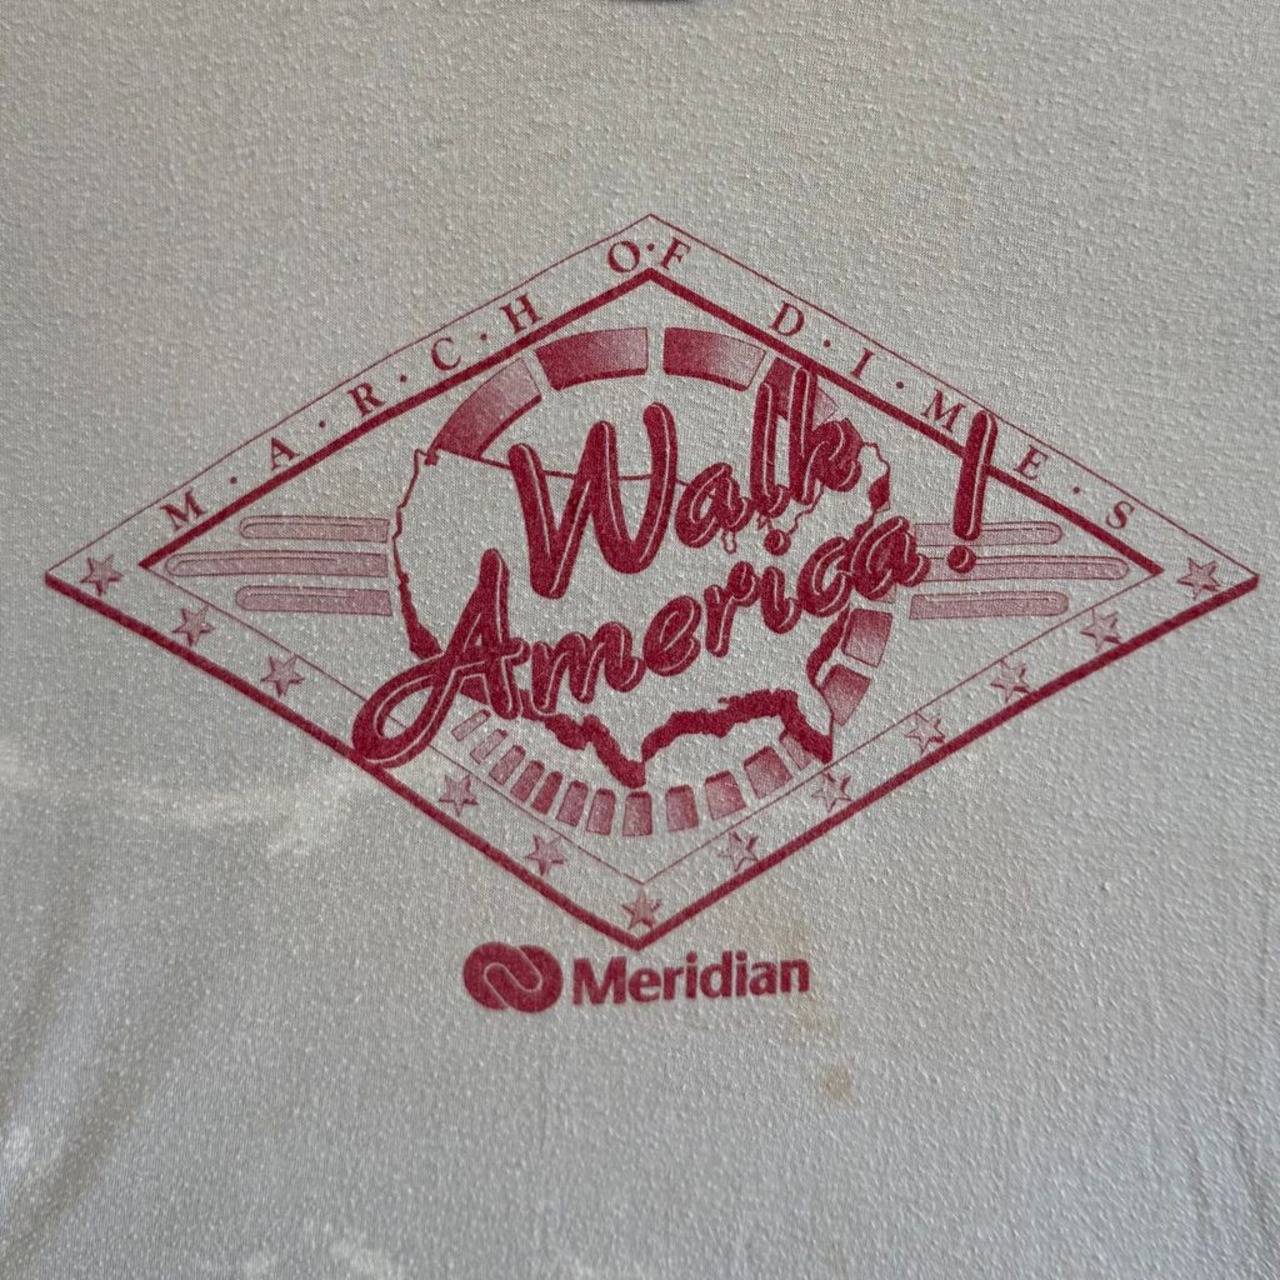 M·A·R·C·H O·F D·I·M·E·S
Walk
America!
Meridian